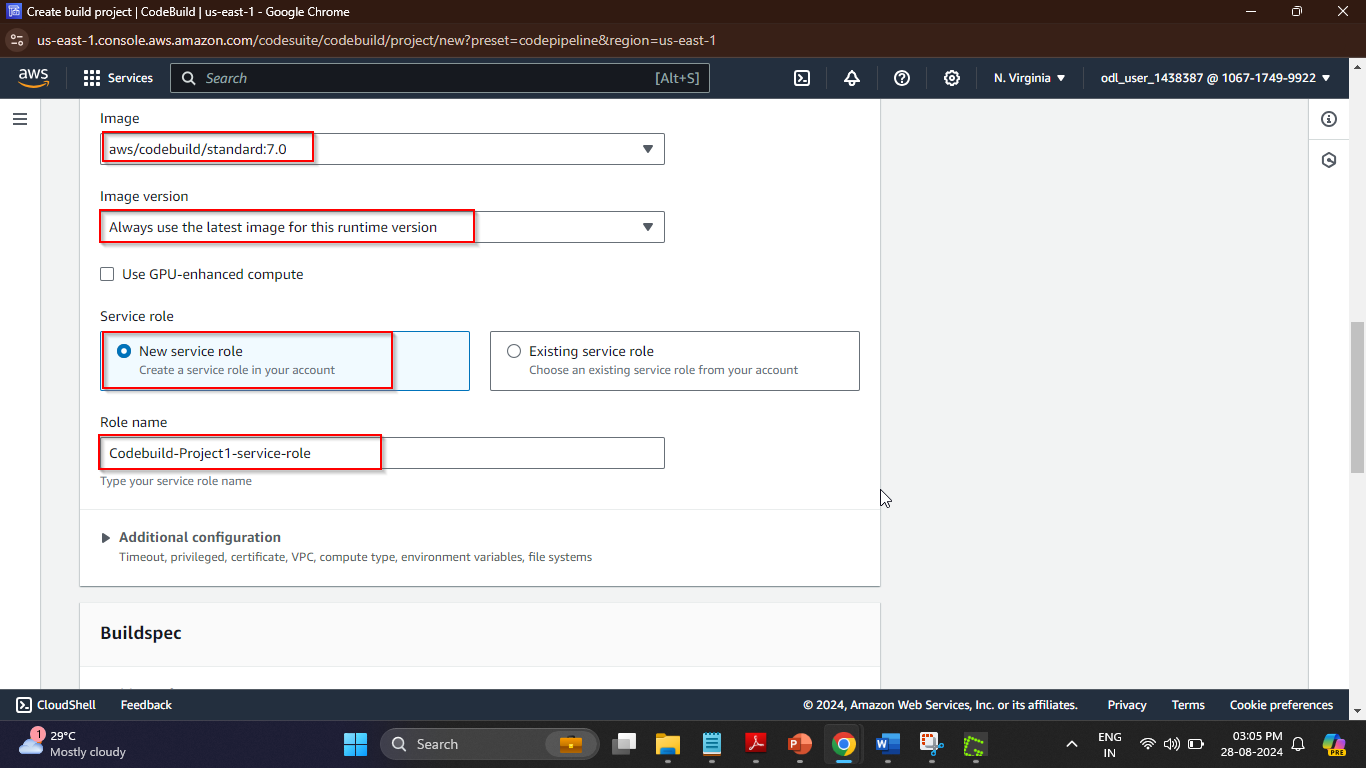 Create build project | CodeBuild | us-east-1 - Google Chrome
us-east-1.console.aws.amazon.com/codesuite/codebuild/project/new?preset=codepipeline&region=us-east-1
aws
Services
Search
[Alt+S]
N. Virginia
odl_user_1438387 @ 1067-1749-9922
Image
aws/codebuild/standard:7.0
Image version
Always use the latest image for this runtime version
Use GPU-enhanced compute
Service role
New service role
Create a service role in your account
Existing service role
Choose an existing service role from your account
Role name
Codebuild-Project1-service-role
Type your service role name
Additional configuration
Timeout, privileged, certificate, VPC, compute type, environment variables, file systems
Buildspec
CloudShell
Feedback
© 2024, Amazon Web Services, Inc. or its affiliates.
Privacy
Terms
Cookie preferences
1
29°C
Mostly cloudy
Search
ENG
IN
03:05 PM
28-08-2024
PRE